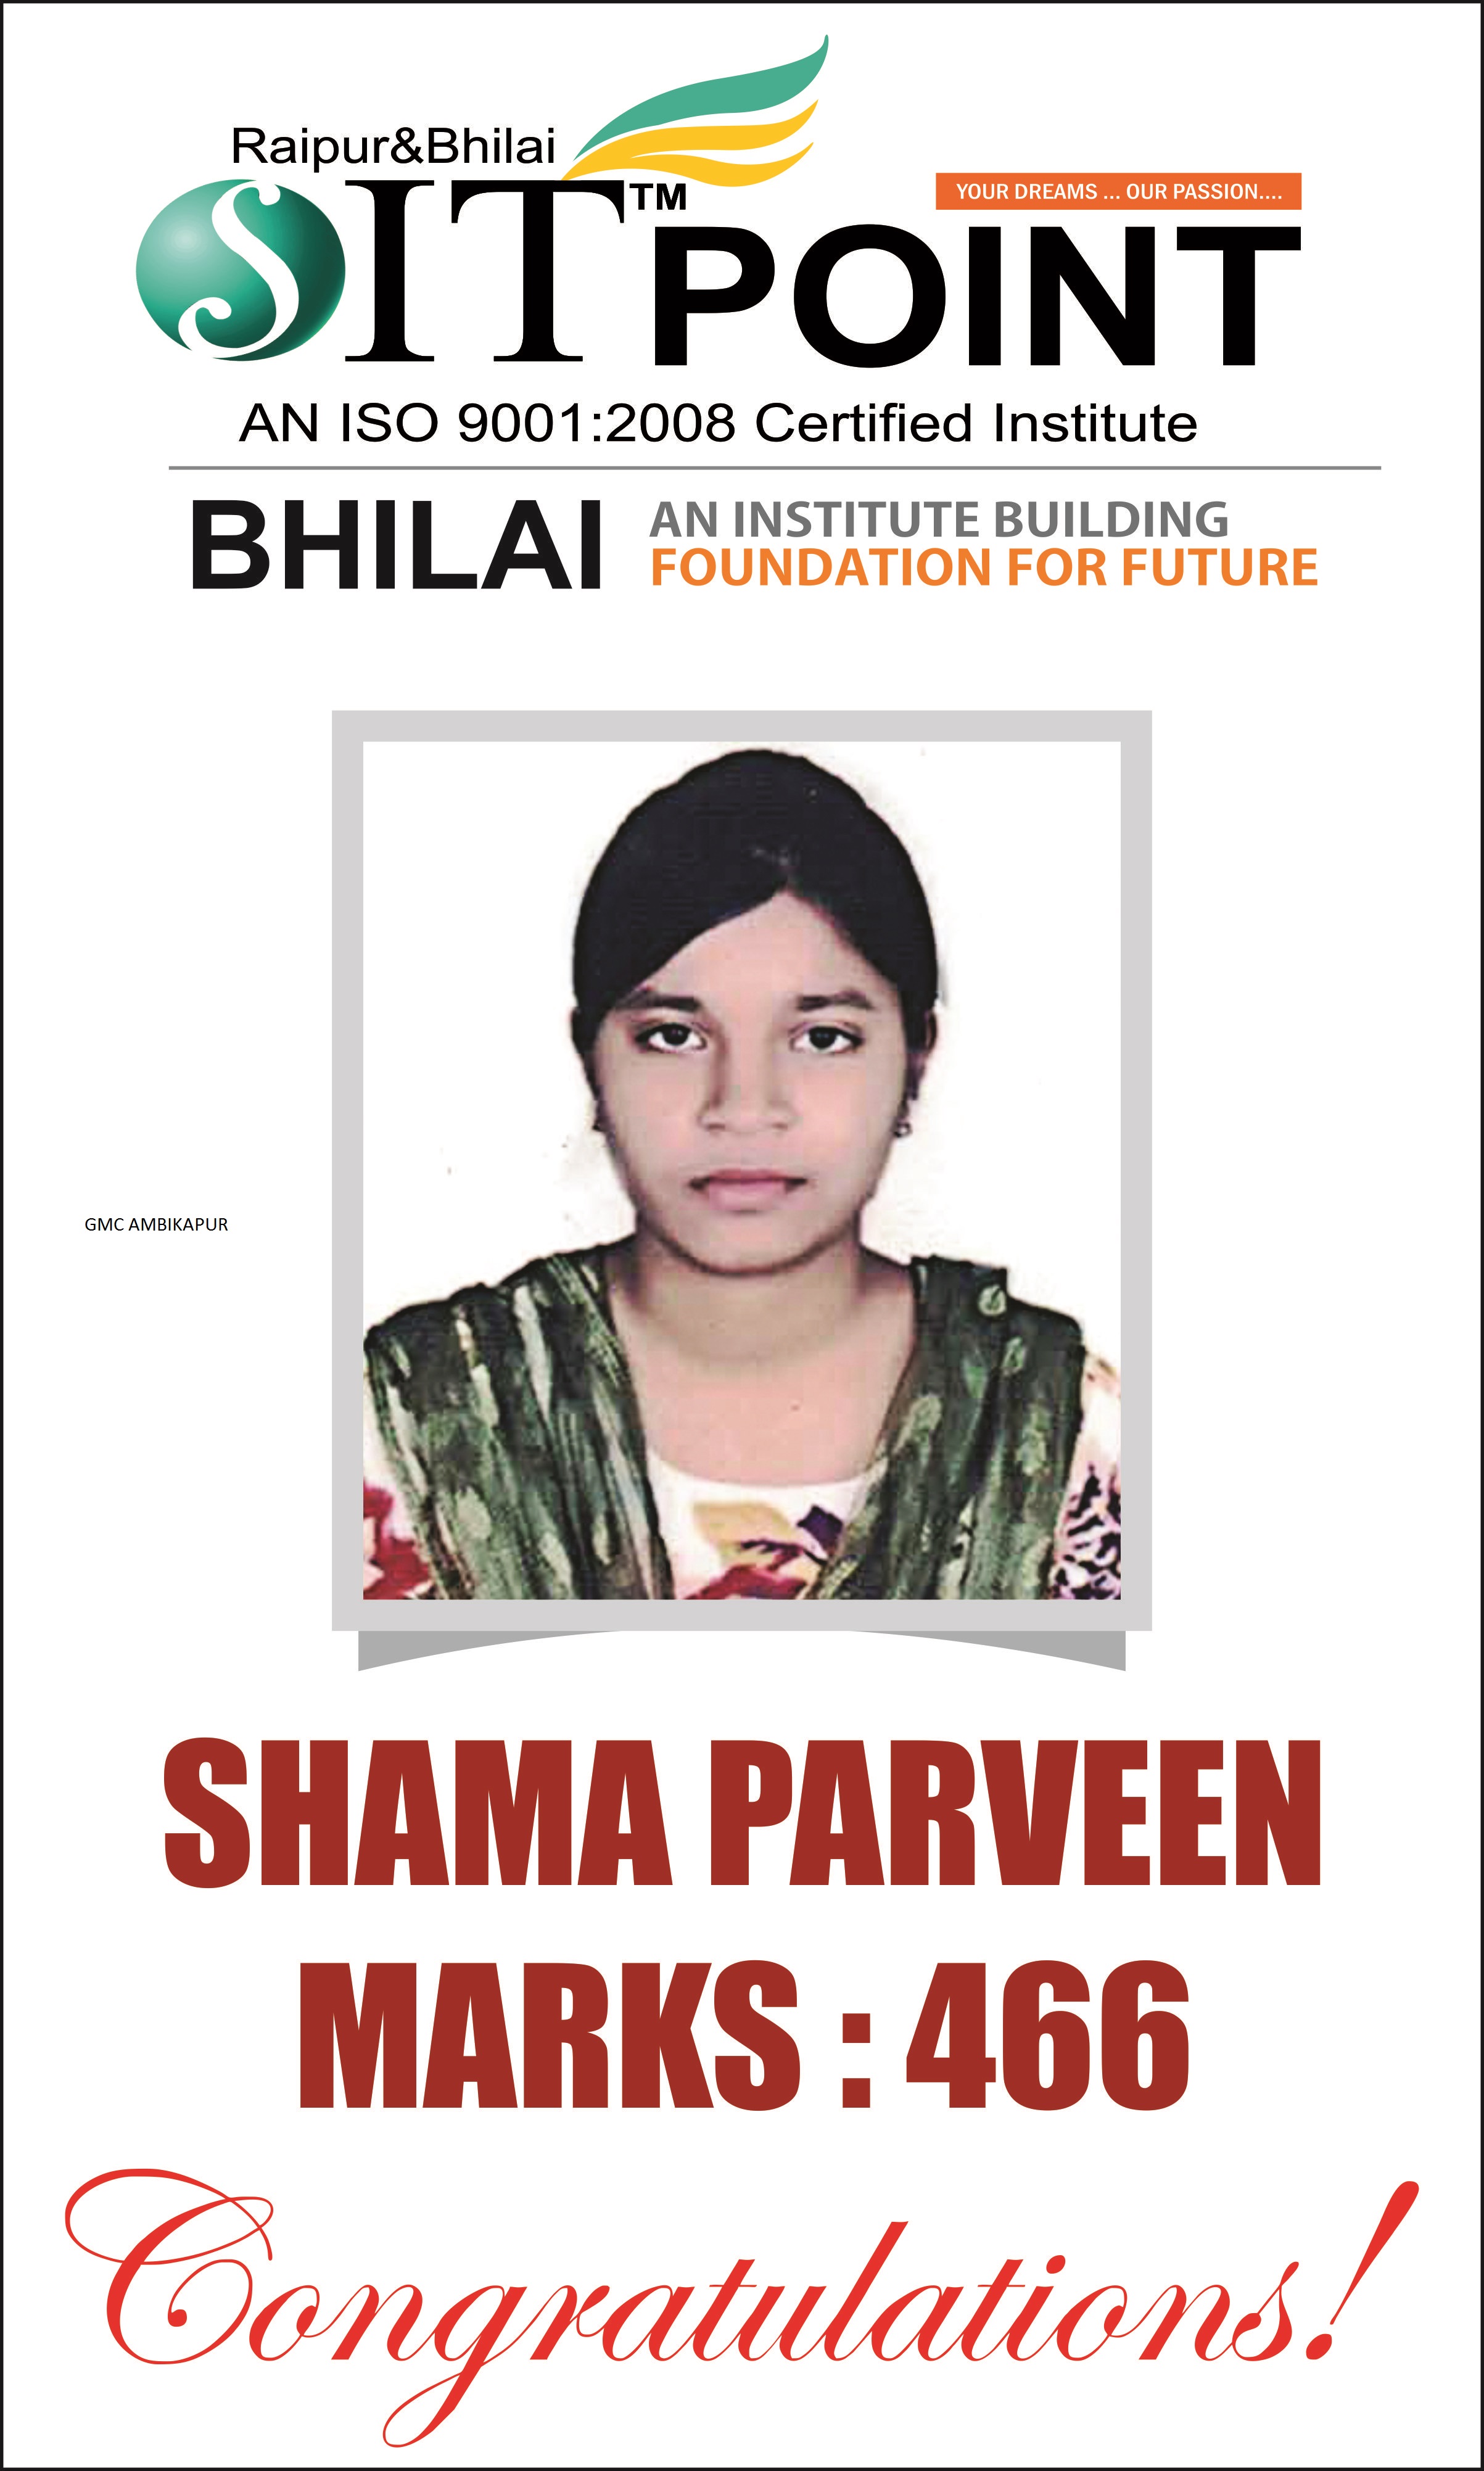 Raipur&Bhilai
SIT™ POINT
YOUR DREAMS ... OUR PASSION....
AN ISO 9001:2008 Certified Institute
BHILAI
AN INSTITUTE BUILDING
FOUNDATION FOR FUTURE
GMC AMBIKAPUR
SHAMA PARVEEN
MARKS : 466
Congratulations!